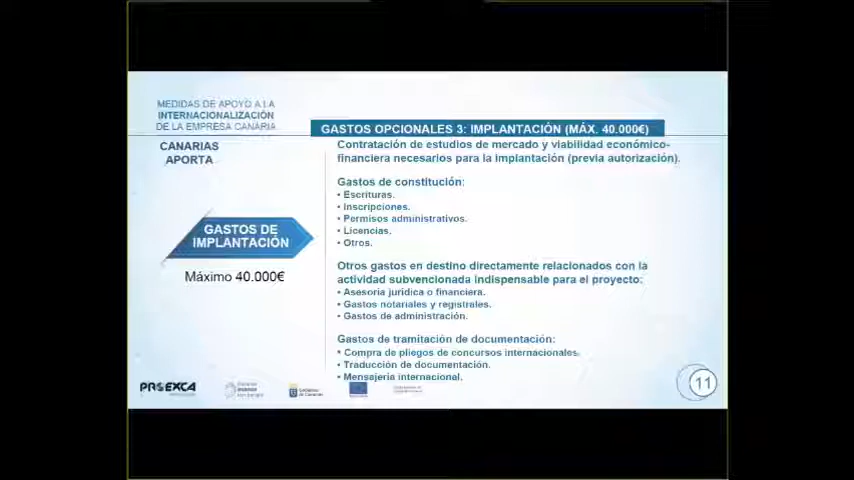 MEDIDAS DE APOYO A LA
INTERNACIONALIZACIÓN
DE LA EMPRESA CANARIA
CANARIAS
APORTA
GASTOS DE
IMPLANTACIÓN
Máximo 40.000€
GASTOS OPCIONALES 3: IMPLANTACIÓN (MÁX. 40.000€)
Contratación de estudios de mercado y viabilidad económico-
financiera necesarios para la implantación (previa autorización).
Gastos de constitución:
• Escrituras.
• Inscripciones.
• Permisos administrativos.
• Licencias.
• Otros.
Otros gastos en destino directamente relacionados con la
actividad subvencionada indispensable para el proyecto:
• Asesoría jurídica o financiera.
• Gastos notariales y registrales.
• Gastos de administración.
Gastos de tramitación de documentación:
• Compra de pliegos de concursos internacionales.
• Traducción de documentación.
• Mensajería internacional.
PROEXCA
Gobierno
de Canarias
11